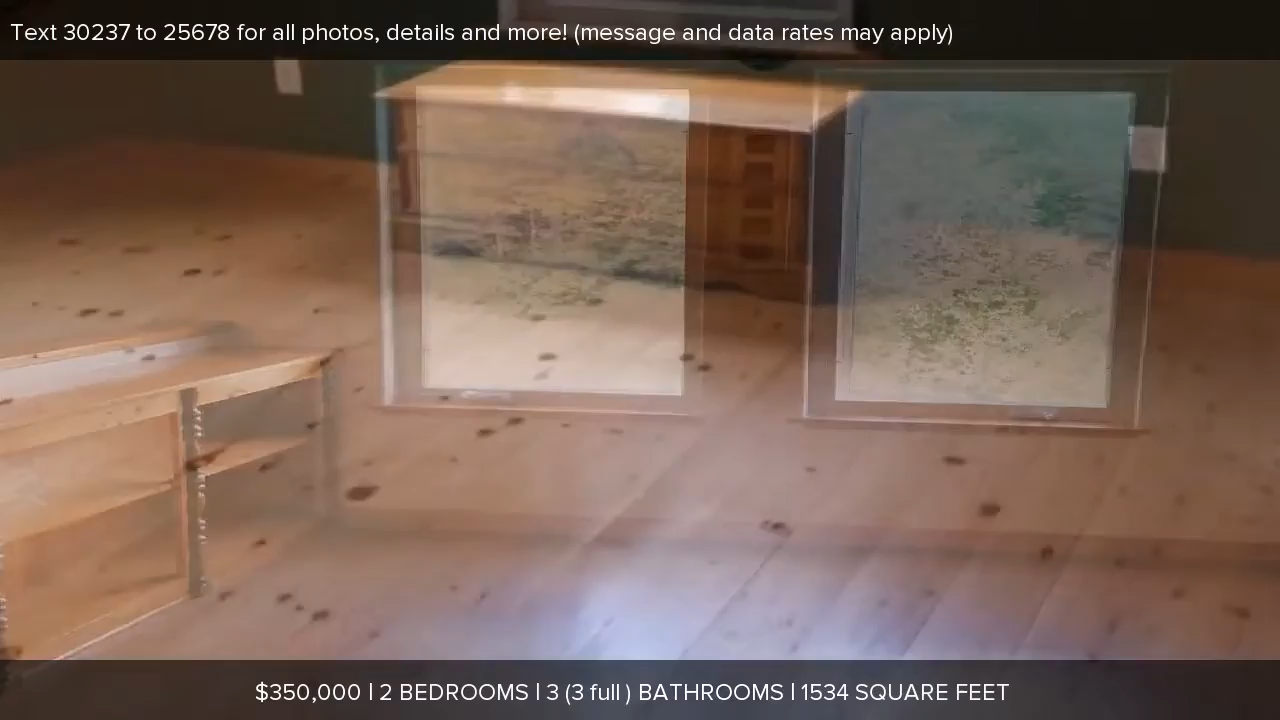 Text 30237 to 25678 for all photos, details and more! (message and data rates may apply)
$350,000 | 2 BEDROOMS | 3 (3 full ) BATHROOMS | 1534 SQUARE FEET